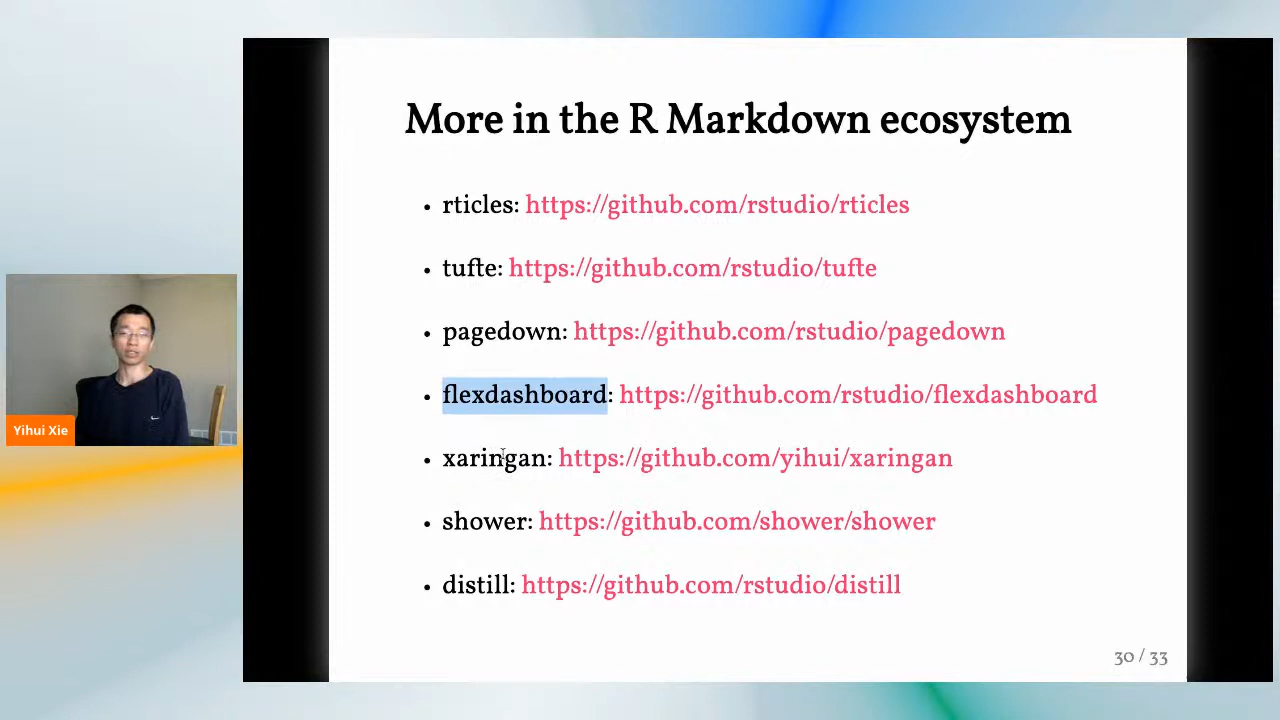 More in the R Markdown ecosystem
• rticles: https://github.com/rstudio/rticles
• tufte: https://github.com/rstudio/tufte
• pagedown: https://github.com/rstudio/pagedown
• flexdashboard: https://github.com/rstudio/flexdashboard
• xaringan: https://github.com/yihui/xaringan
• shower: https://github.com/shower/shower
• distill: https://github.com/rstudio/distill
30 / 33
Yihui Xie